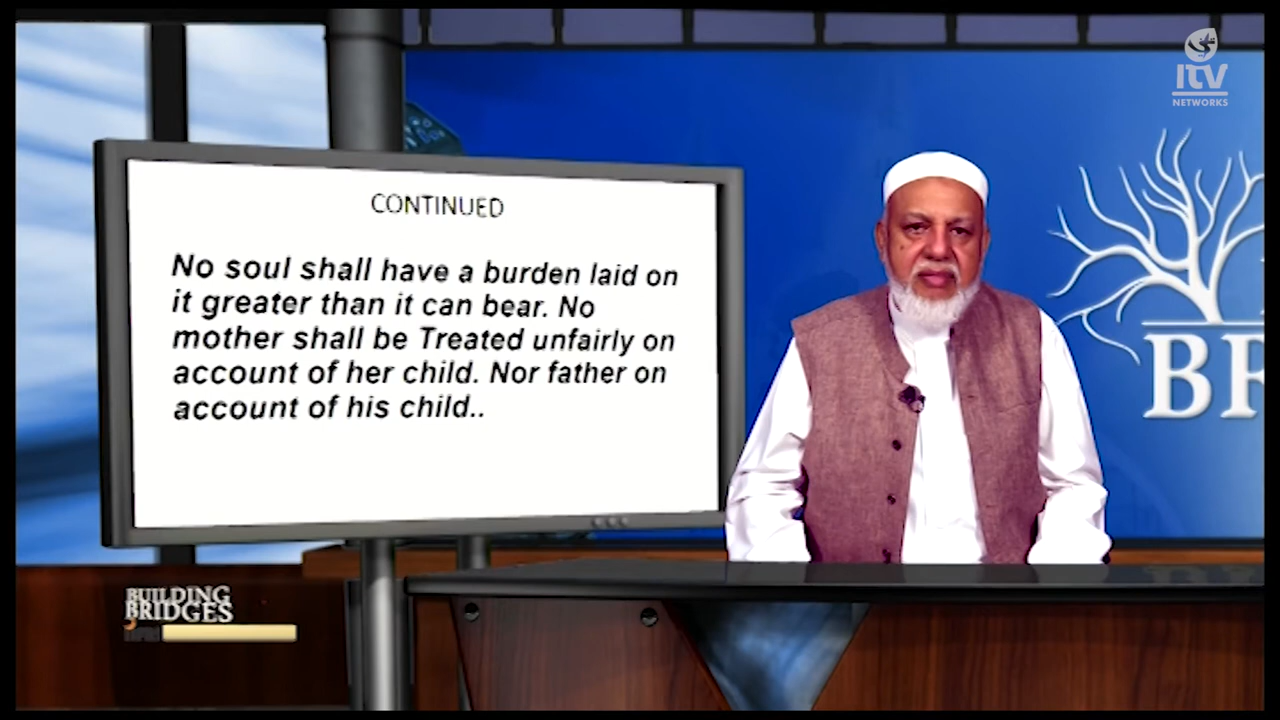 ITV
NETWORKS
CONTINUED
No soul shall have a burden laid on
it greater than it can bear. No
mother shall be Treated unfairly on
account of her child. Nor father on
account of his child..
BR
BUILDING
BRIDGES